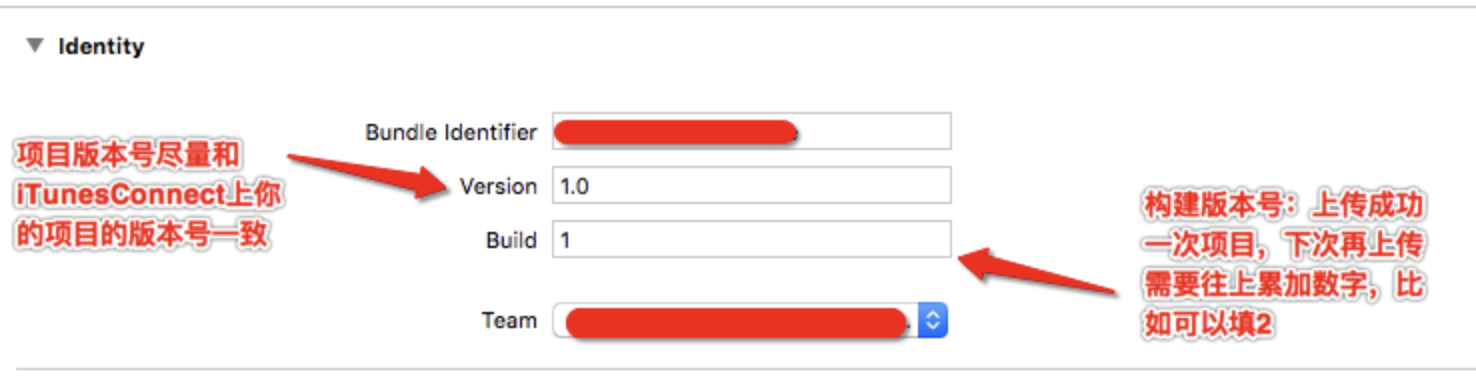 Identity
Bundle Identifier
项目版本号尽量和
iTunesConnect上你
的项目的版本号一致
Version 1.0
Build 1
构建版本号：上传成功
一次项目，下次再上传
需要往上累加数字，比
如可以填2
Team